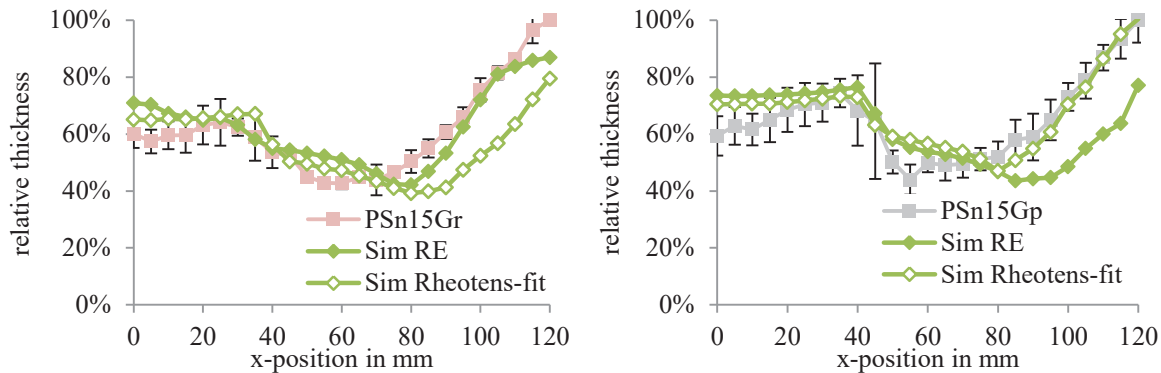 relative thickness
100%
80%
60%
40%
20%
0%
PSn15Gr
Sim RE
Sim Rheotens-fit
0 20 40 60 80 100 120
x-position in mm
relative thickness
100%
80%
60%
40%
20%
0%
PSn15Gp
Sim RE
Sim Rheotens-fit
0 20 40 60 80 100 120
x-position in mm